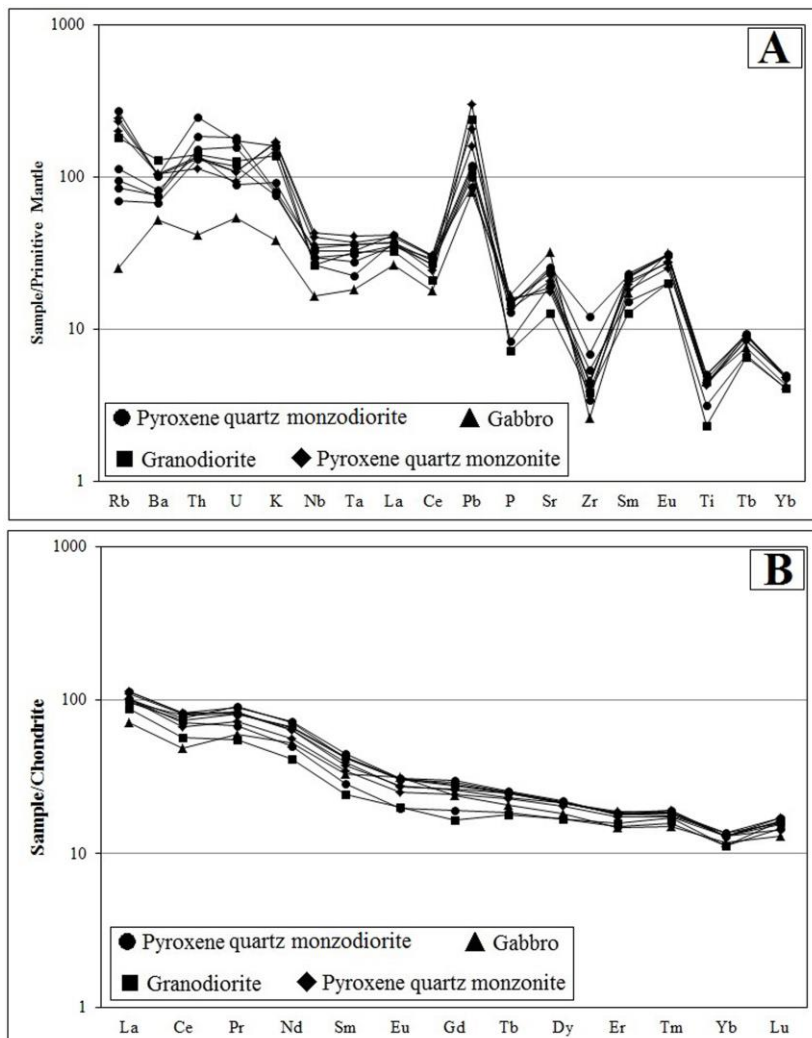 A
1000
100
10
1
Sample/Primitive Mantle
Pyroxene quartz monzodiorite
Gabbro
Granodiorite
Pyroxene quartz monzonite
Rb Ba Th U K Nb Ta La Ce Pb P Sr Zr Sm Eu Ti Tb Yb
B
1000
100
10
1
Sample/Chondrite
Pyroxene quartz monzodiorite
Gabbro
Granodiorite
Pyroxene quartz monzonite
La Ce Pr Nd Sm Eu Gd Tb Dy Er Tm Yb Lu